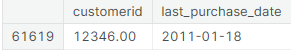 customerid last_purchase_date
61619 12346.00 2011-01-18